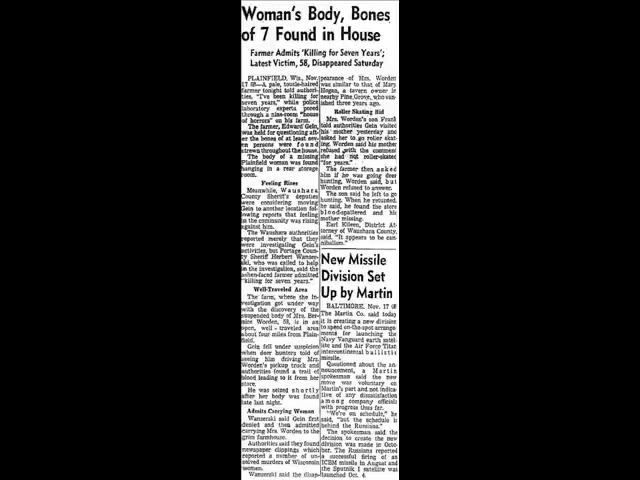 Woman's Body, Bones
of 7 Found in House
Farmer Admits 'Killing for Seven Years';
Latest Victim, 58, Disappeared Saturday
PLAINFIELD, Wis., Nov.
17 —A pale, tousle-haired
farmer tonight told authori-
ties, "I've been killing for
seven years," while police
laboratory experts pored
through a nine-room "house
of horrors" on his farm.
The farmer, Edward Gein,
was held for questioning aft-
er the bones of at least sev-
en persons were found
strewn throughout the house.
The body of a missing
Plainfield woman was found
hanging in a rear storage
room.
Feeling Rises
Meanwhile, Waushara
County Sheriff's deputies
were considering moving
Gein to another location fol-
lowing reports that feeling
in the community was rising
against him.
The Waushara authorities
reported merely that they
were investigating Gein's
activities, but Portage Coun-
ty Sheriff Herbert Wanser-
ski, who was called to help
in the investigation, said the
ashen-faced farmer admitted
"killing for seven years."
Well-Traveled Area
The farm, where the in-
vestigation got under way
with the discovery of the
suspended body of Mrs. Ber-
nice Worden, 58, is in an
open, well-traveled area
about four miles from Plain-
field.
Gein fell under suspicion
when deer hunters told of
seeing him driving Mrs.
Worden's pickup truck and
authorities found a trail of
blood leading to it from her
store.
He was seized shortly
after her body was found
late last night.
Admits Carrying Woman
Wanserski said Gein first
denied and then admitted
carrying Mrs. Worden to the
grim farmhouse.
Authorities said they found
newspaper clippings which
reported a number of un-
solved murders of Wisconsin
women.
Wanserski said the disap-
pearance of Mrs. Worden
was similar to that of Mary
Hogan, a tavern owner in
nearby Pine Grove, who van-
ished three years ago.
Roller Skating Bid
Mrs. Worden's son Frank
told authorities Gein visited
his mother yesterday and
asked her to go roller skat-
ing. Worden said his mother
refused with the comment
she had not roller-skated
"for years."
The farmer then asked
him if he was going deer
hunting, Worden said, but
Worden refused to answer.
The son said he left to go
hunting. When he returned,
he said, he found the store
blood-spattered and his
mother missing.
Earl Kileen, District At-
torney of Waushara County,
said, "It appears to be can-
nibalism."
New Missile
Division Set
Up by Martin
BALTIMORE, Nov. 17
The Martin Co. said today
it is creating a new division
to speed on-the-spot arrange-
ments for launching the
Navy Vanguard earth satel-
lite and the Air Force Titan
intercontinental ballistic
missile.
Questioned about the an-
nouncement, a Martin
spokesman said the new
move was voluntary on
Martin's part and not indica-
tive of any dissatisfaction
among company officials
with progress thus far.
"We're on schedule," he
said, "but the schedule is
behind the Russians."
The spokesman said the
decision to create the new
division was made in Octo-
ber. The Russians reported
a successful firing of an
ICBM missile in August and
the Sputnik I satellite was
launched Oct. 4.